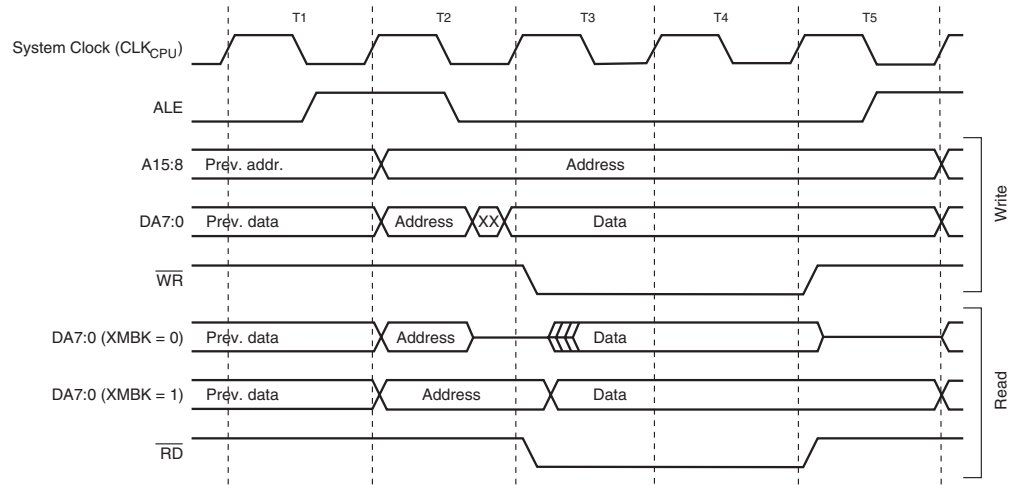 T1 T2 T3 T4 T5
System Clock (CLKCPU)
ALE
A15:8 Prev. addr. Address
DA7:0 Prev. data Address XX Data
WR
Write
DA7:0 (XMBK = 0) Prev. data Address Data
DA7:0 (XMBK = 1) Prev. data Address Data
RD
Read